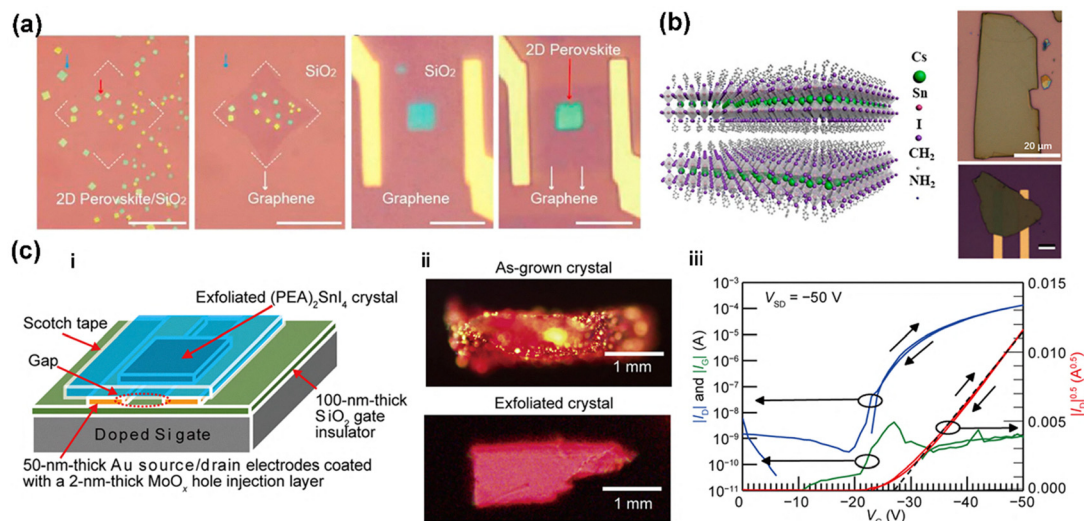 (a)
SiO₂
2D Perovskite/SiO₂
Graphene
SiO₂
Graphene
2D Perovskite
Graphene
(b)
Cs
Sn
I
CH₂
NH₂
20 μm
(c)
i
Exfoliated (PEA)₂SnI₄ crystal
Scotch tape
Gap
100-nm-thick
SiO₂ gate
insulator
Doped Si gate
50-nm-thick Au source/drain electrodes coated
with a 2-nm-thick MoOₓ hole injection layer
ii
As-grown crystal
1 mm
Exfoliated crystal
1 mm
iii
V_SD = −50 V
10⁻³
10⁻⁴
10⁻⁵
10⁻⁶
10⁻⁷
10⁻⁸
10⁻⁹
10⁻¹⁰
10⁻¹¹
|I_D| and |I_G| (A)
0
−10
−20
−30
−40
−50
V_G (V)
0.015
0.010
0.005
0.000
|I_D|⁰·⁵ (A⁰·⁵)